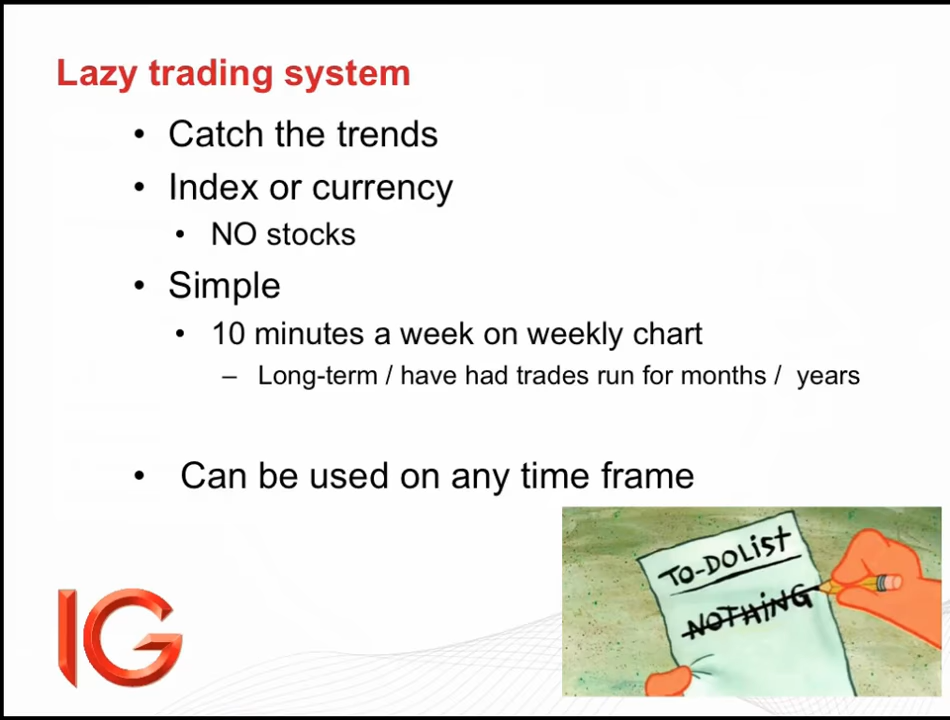 Lazy trading system
• Catch the trends
• Index or currency
• NO stocks
• Simple
• 10 minutes a week on weekly chart
– Long-term / have had trades run for months / years
• Can be used on any time frame
TO-DO List
NOTHiNG
IG